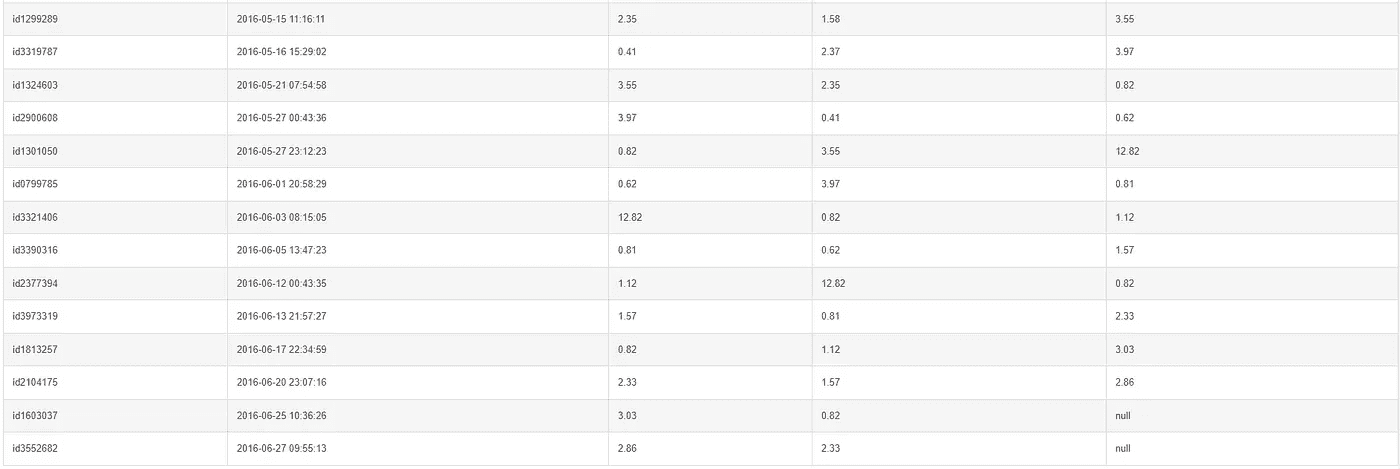 id1299289 2016-05-15 11:16:11 2.35 1.58 3.55
id3319787 2016-05-16 15:29:02 0.41 2.37 3.97
id1324603 2016-05-21 07:54:58 3.55 2.35 0.82
id2900608 2016-05-27 00:43:36 3.97 0.41 0.62
id1301050 2016-05-27 23:12:23 0.82 3.55 12.82
id0799785 2016-06-01 20:58:29 0.62 3.97 0.81
id3321406 2016-06-03 08:15:05 12.82 0.82 1.12
id3390316 2016-06-05 13:47:23 0.81 0.62 1.57
id2377394 2016-06-12 00:43:35 1.12 12.82 0.82
id3973319 2016-06-13 21:57:27 1.57 0.81 2.33
id1813257 2016-06-17 22:34:59 0.82 1.12 3.03
id2104175 2016-06-20 23:07:16 2.33 1.57 2.86
id1603037 2016-06-25 10:36:26 3.03 0.82 null
id3552682 2016-06-27 09:55:13 2.86 2.33 null